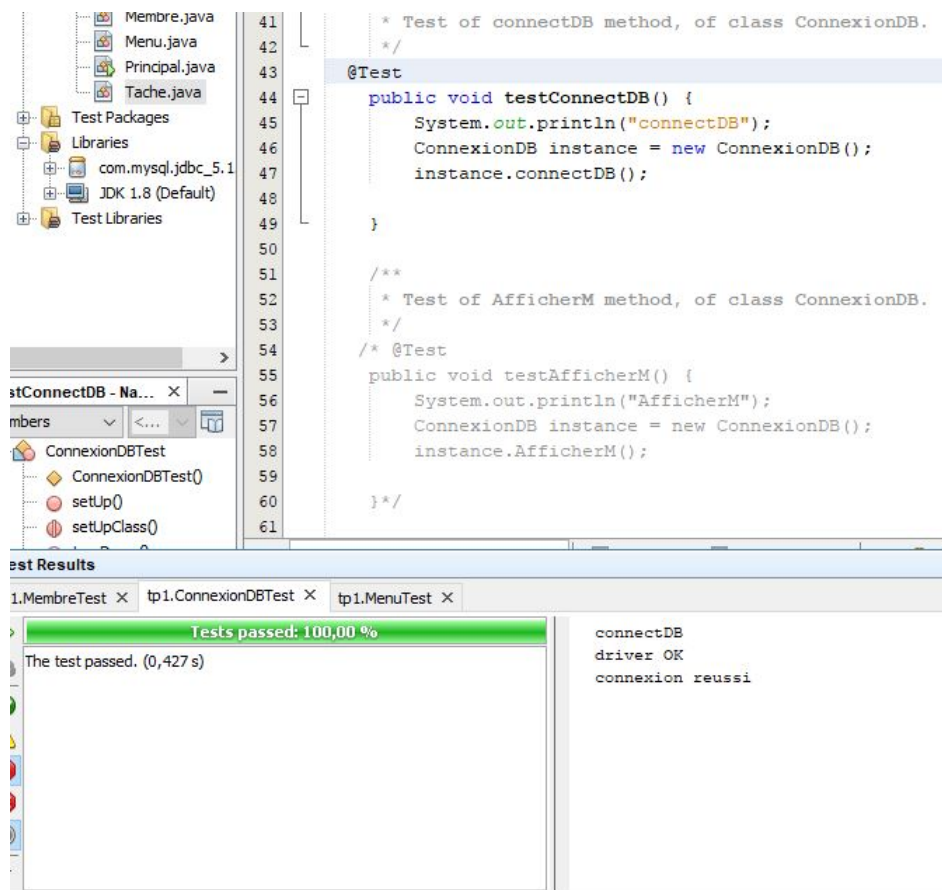 Membre.java
Menu.java
Principal.java
Tache.java
Test Packages
Libraries
com.mysql.jdbc_5.1
JDK 1.8 (Default)
Test Libraries
41 * Test of connectDB method, of class ConnexionDB.
42 */
43 @Test
44 public void testConnectDB() {
45 System.out.println("connectDB");
46 ConnexionDB instance = new ConnexionDB();
47 instance.connectDB();
48
49 }
50
51 /**
52 * Test of AfficherM method, of class ConnexionDB.
53 */
54 /* @Test
55 public void testAfficherM() {
56 System.out.println("AfficherM");
57 ConnexionDB instance = new ConnexionDB();
58 instance.AfficherM();
59
60 }*/
61
stConnectDB - Na...
mbers <...
ConnexionDBTest
ConnexionDBTest()
setUp()
setUpClass()
est Results
1.MembreTest tp1.ConnexionDBTest tp1.MenuTest
Tests passed: 100,00 %
The test passed. (0,427 s)
connectDB
driver OK
connexion reussi